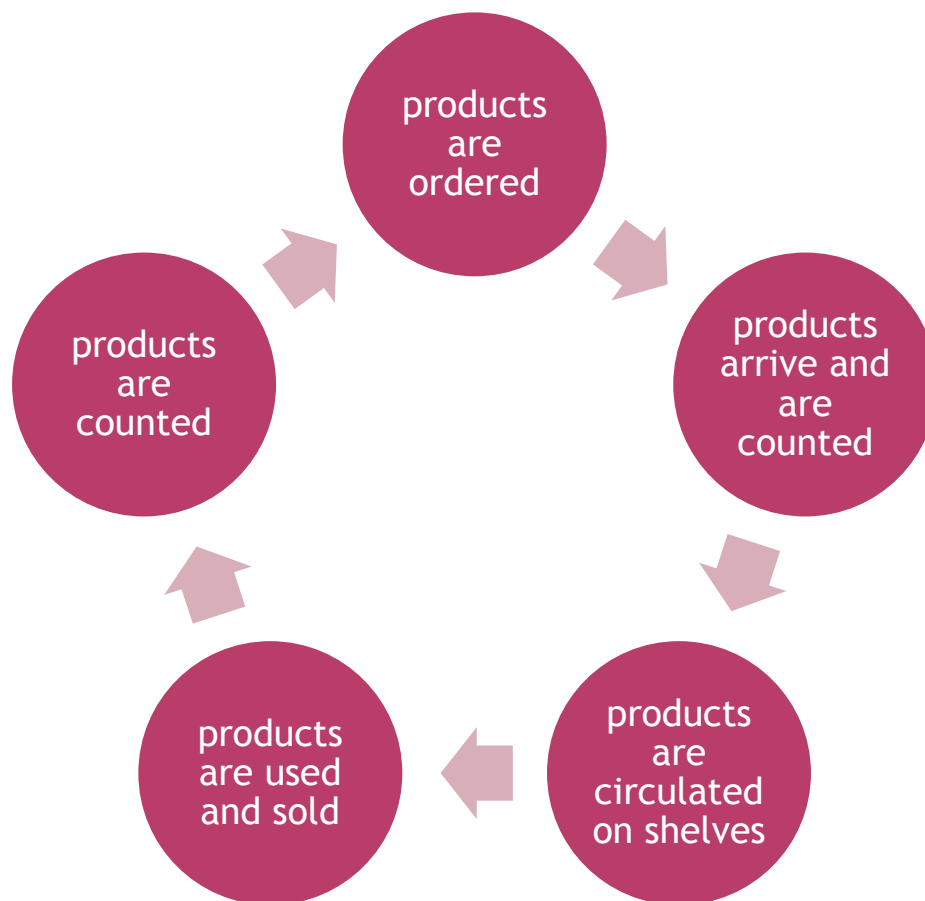 products
are
ordered
products
arrive and
are
counted
products
are
circulated
on shelves
products
are used
and sold
products
are
counted